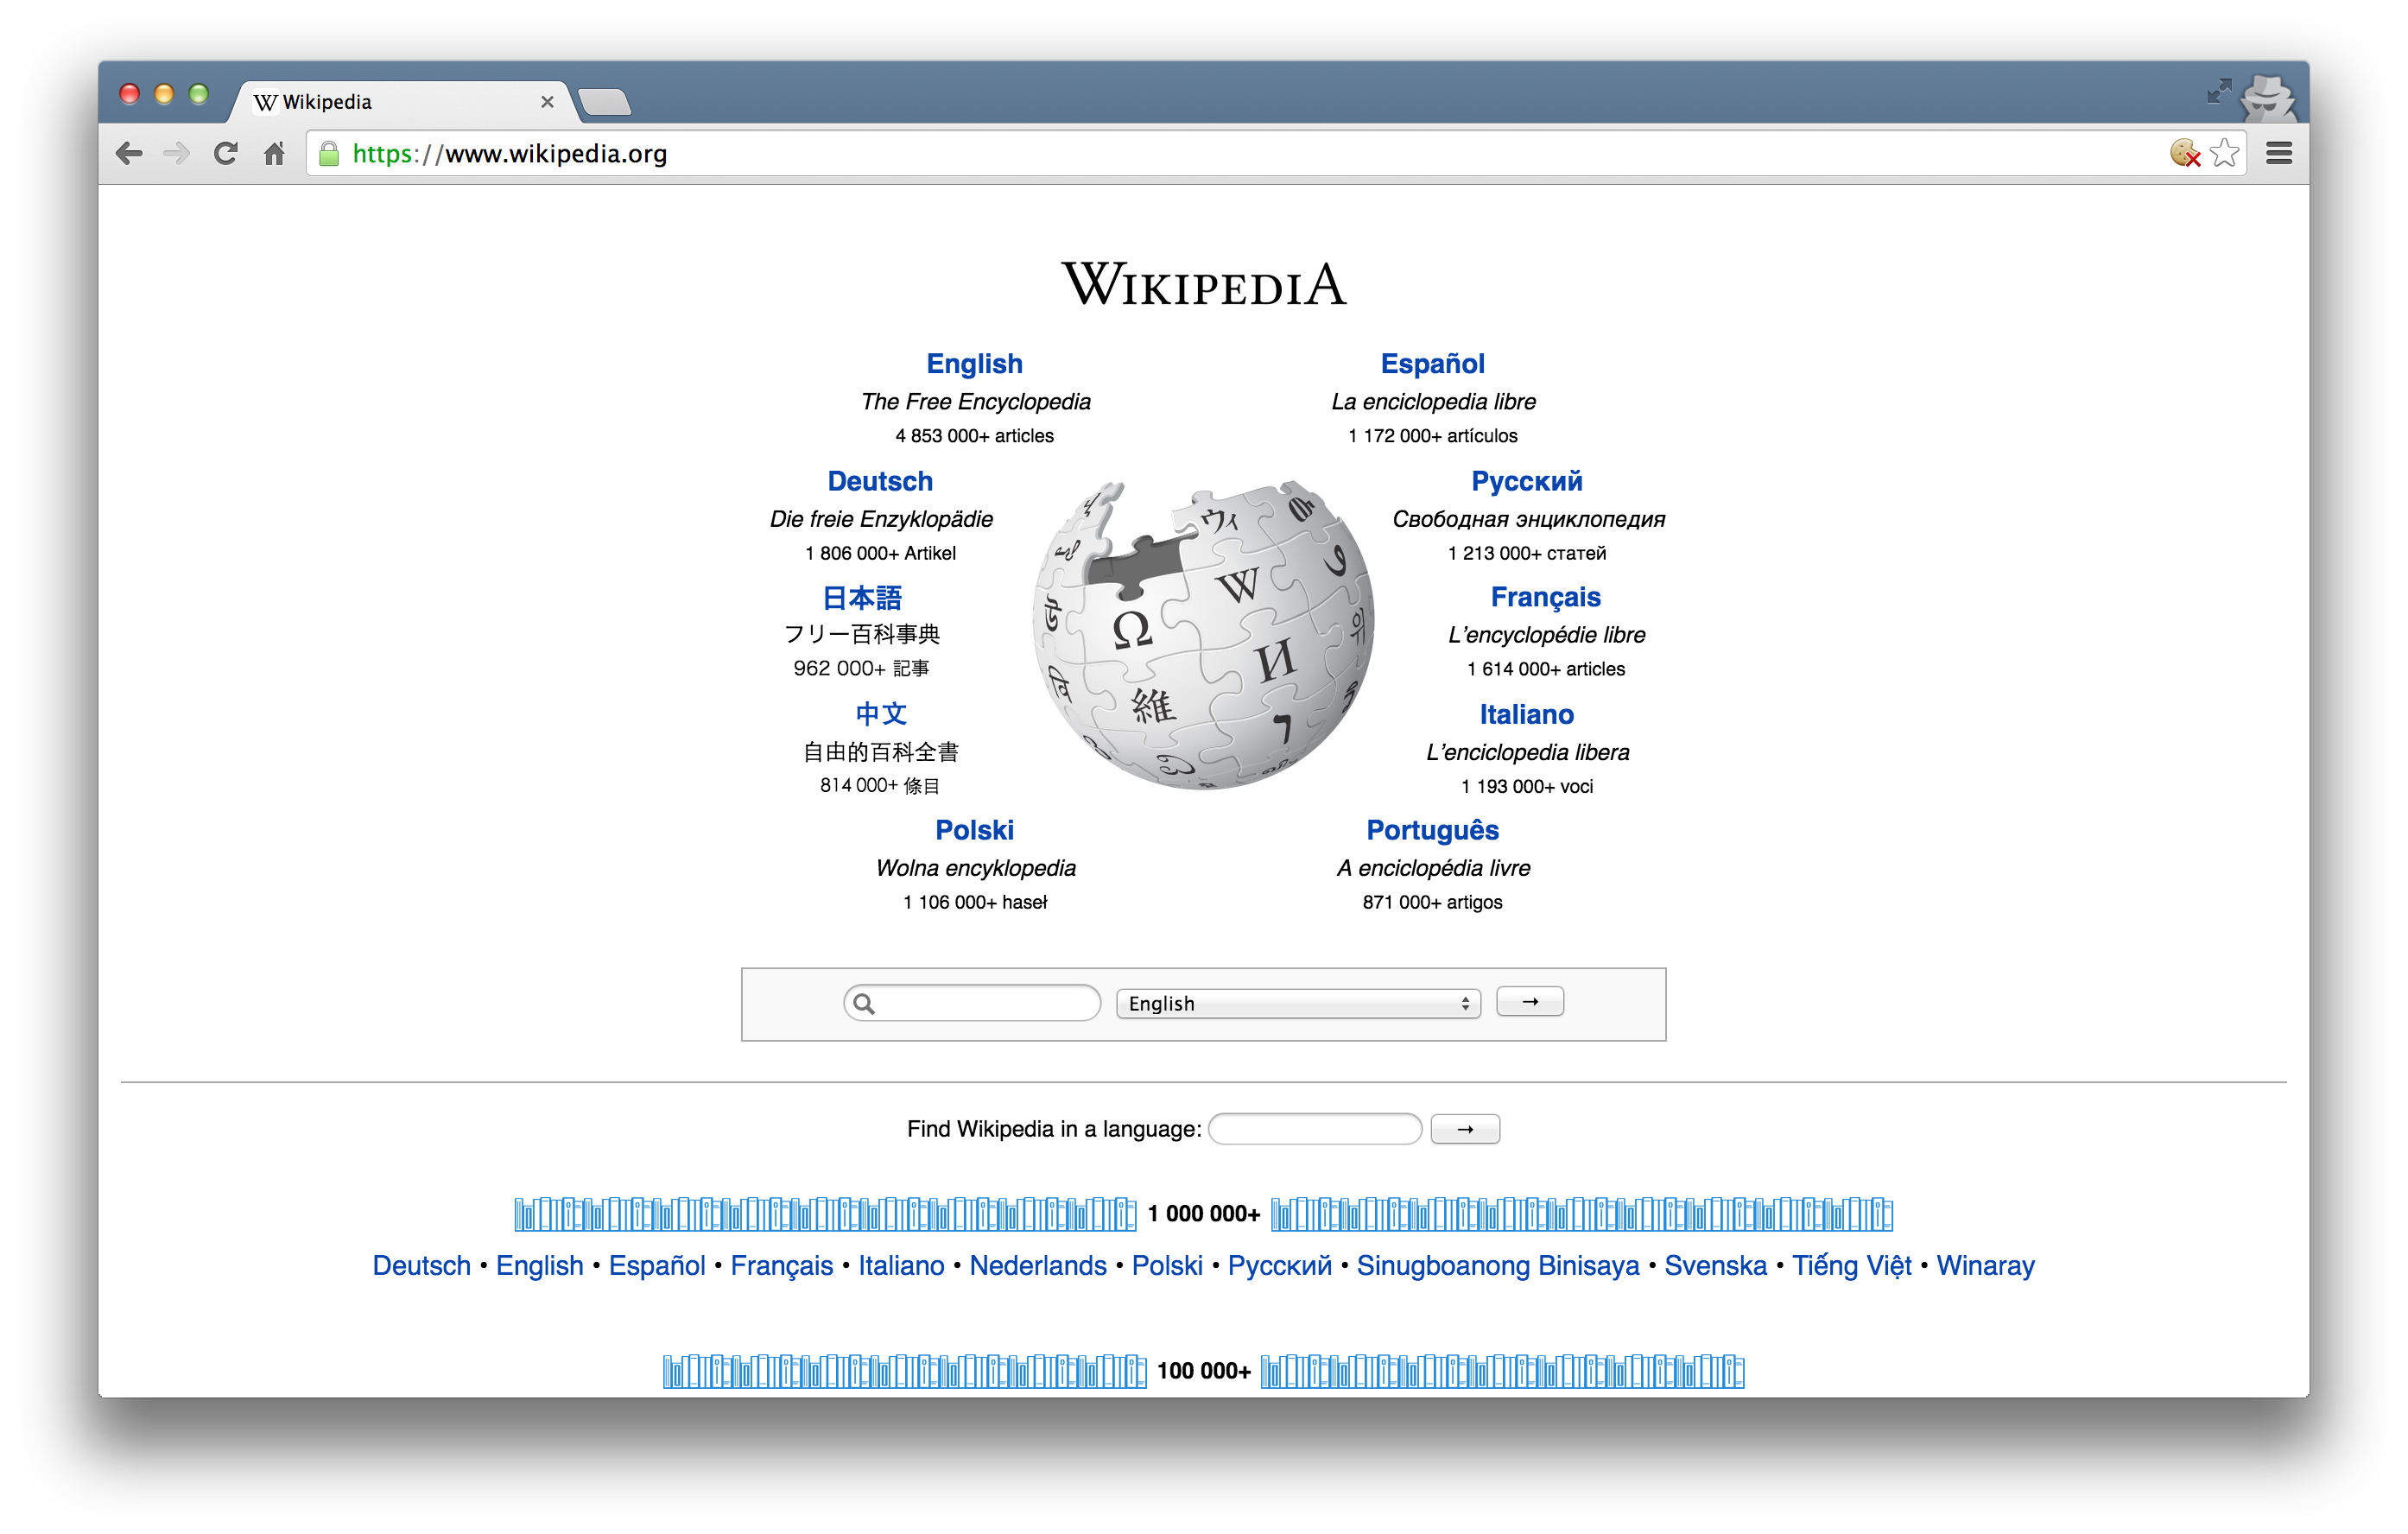 Wikipedia
https://www.wikipedia.org
WIKIPEDIA
English
The Free Encyclopedia
4 853 000+ articles
Español
La enciclopedia libre
1 172 000+ artículos
Deutsch
Die freie Enzyklopädie
1 806 000+ Artikel
Русский
Свободная энциклопедия
1 213 000+ статей
日本語
フリー百科事典
962 000+ 記事
Français
L’encyclopédie libre
1 614 000+ articles
中文
自由的百科全書
814 000+ 條目
Italiano
L’enciclopedia libera
1 193 000+ voci
Polski
Wolna encyklopedia
1 106 000+ haseł
Português
A enciclopédia livre
871 000+ artigos
Ω
W
И
維
ウィ
English →
Find Wikipedia in a language: →
1 000 000+
Deutsch • English • Español • Français • Italiano • Nederlands • Polski • Русский • Sinugboanong Binisaya • Svenska • Tiếng Việt • Winaray
100 000+